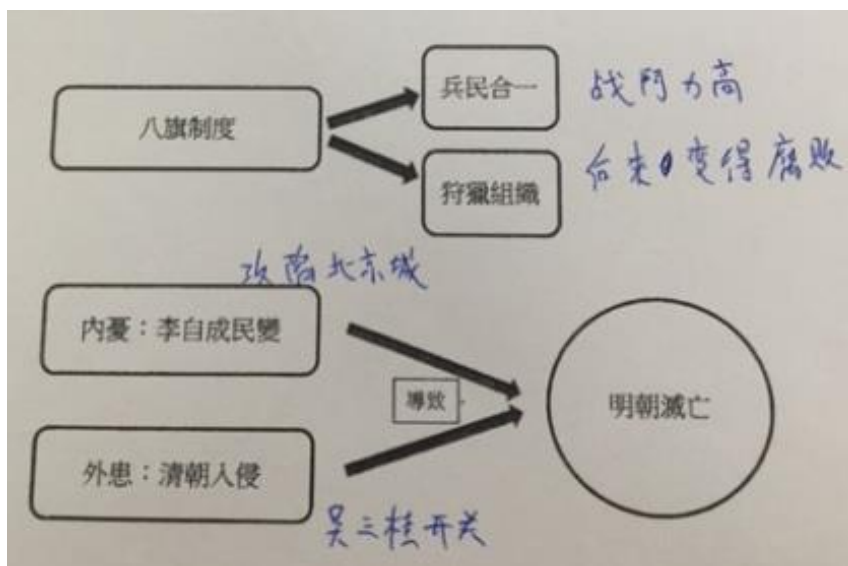 八旗制度
兵民合一
战鬥力高
狩獵組織
后来变得腐败
攻陷北京城
內憂：李自成民變
導致
明朝滅亡
外患：清朝入侵
吴三桂开关